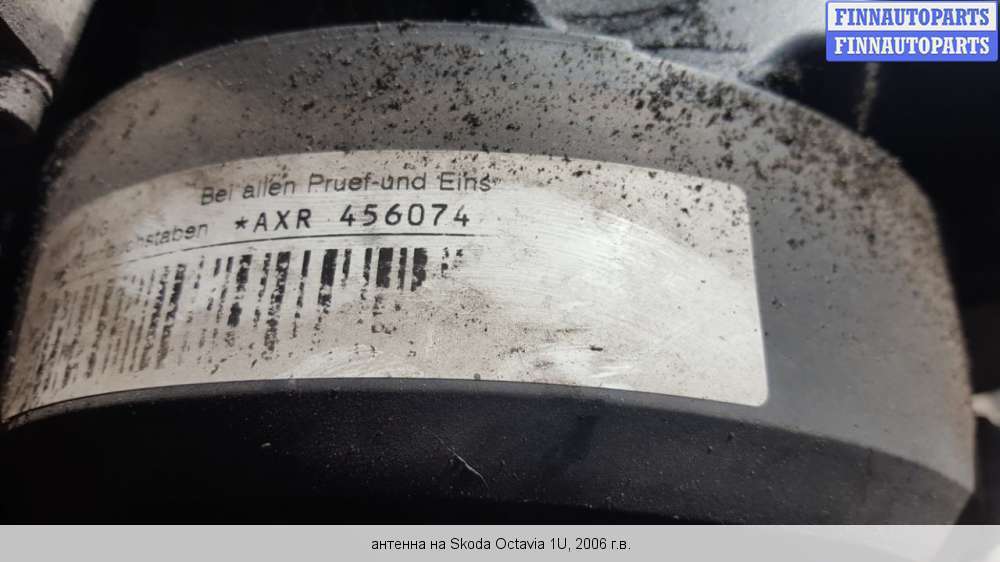 FINNAUTOPARTS
FINNAUTOPARTS
Bei allen Pruef-und Eins
*AXR 456074
антенна на Skoda Octavia 1U, 2006 г.в.